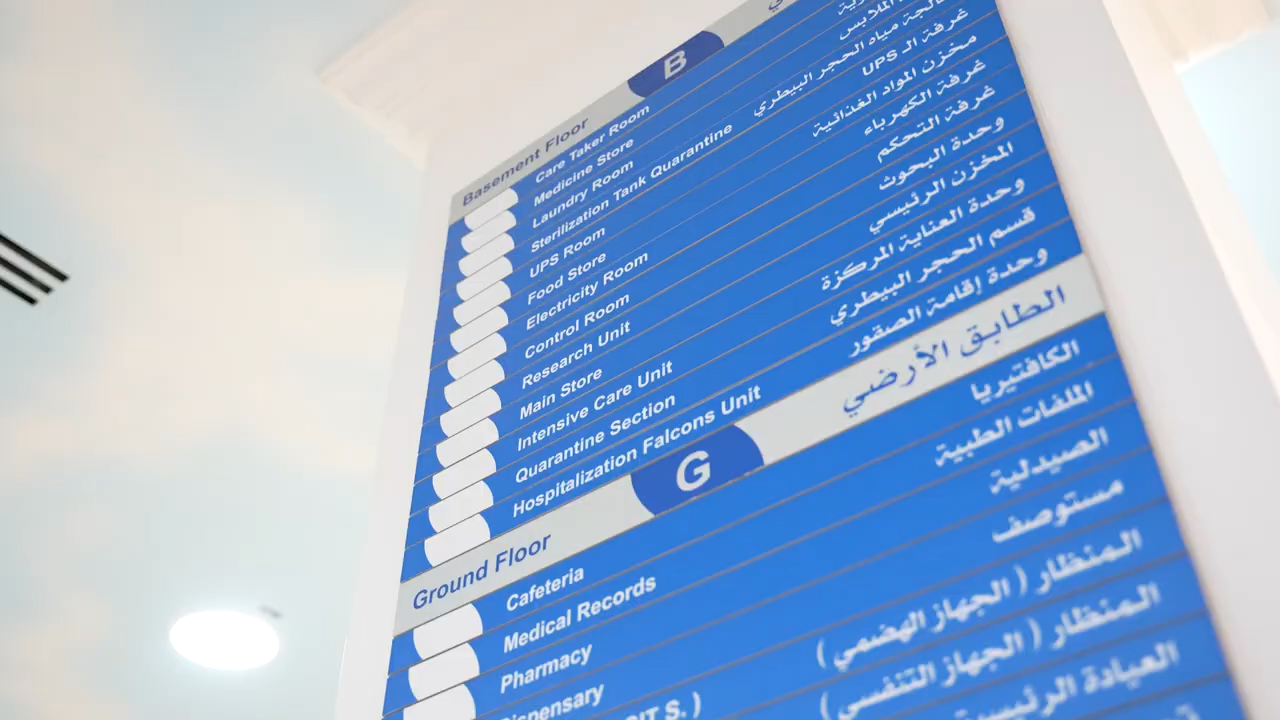 Basement Floor B
Care Taker Room
Medicine Store الملابس
Laundry Room معالجة مياه الحجر البيطري
Sterilization Tank Quarantine غرفة الـ UPS
UPS Room مخزن المواد الغذائية
Food Store غرفة الكهرباء
Electricity Room غرفة التحكم
Control Room وحدة البحوث
Research Unit المخزن الرئيسي
Main Store وحدة العناية المركزة
Intensive Care Unit قسم الحجر البيطري
Quarantine Section وحدة إقامة الصقور
Hospitalization Falcons Unit
Ground Floor G الطابق الأرضي
Cafeteria الكافتيريا
Medical Records الملفات الطبية
Pharmacy الصيدلية
Dispensary مستوصف
GIT S. ) المنظار ( الجهاز الهضمي )
المنظار ( الجهاز التنفسي )
العيادة الرئيسية